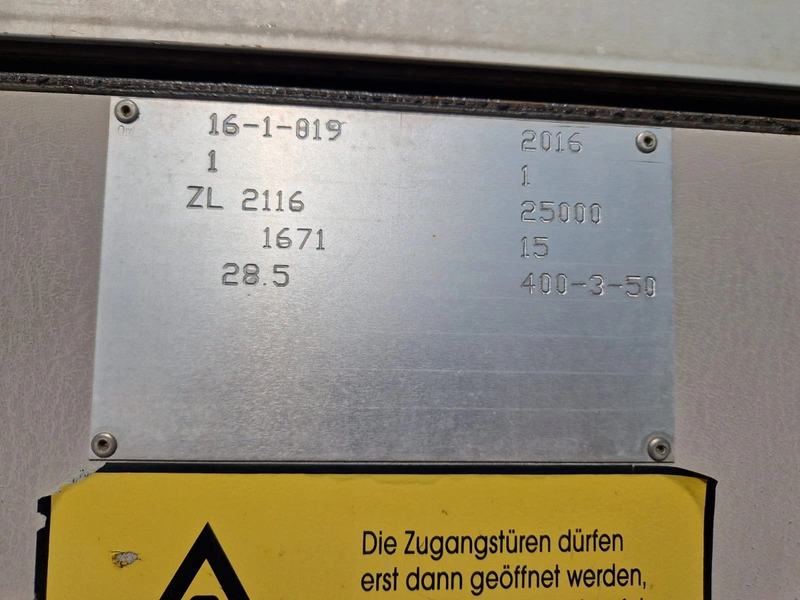 16-1-819 2016
1 1
ZL 2116 25000
1671 15
28.5 400-3-50
Die Zugangstüren dürfen
erst dann geöffnet werden,